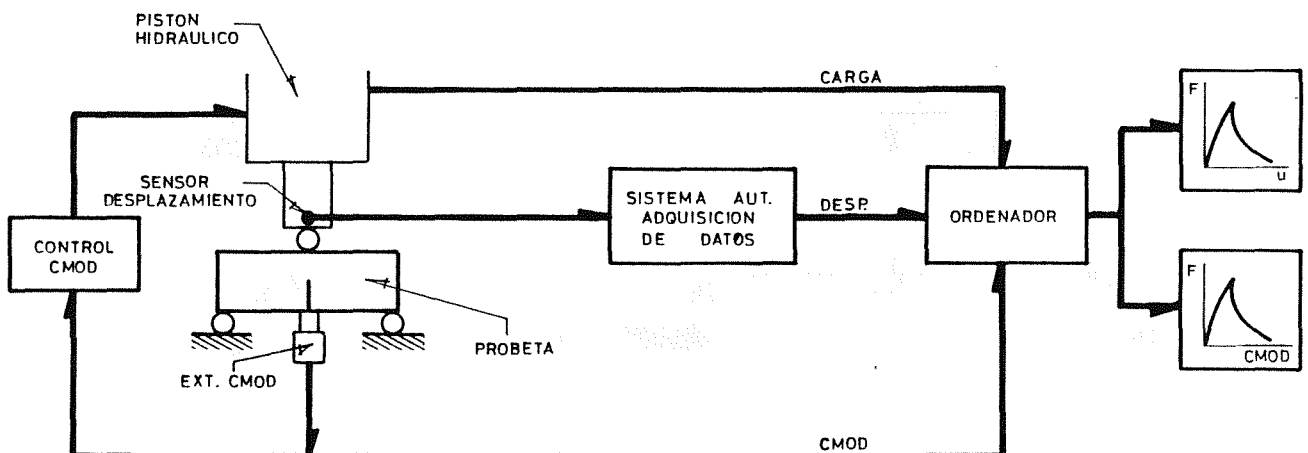 PISTON
HIDRAULICO
CARGA
F
u
SENSOR
DESPLAZAMIENTO
SISTEMA AUT.
ADQUISICION
DE DATOS
DESP.
ORDENADOR
CONTROL
CMOD
F
CMOD
PROBETA
EXT. CMOD
CMOD